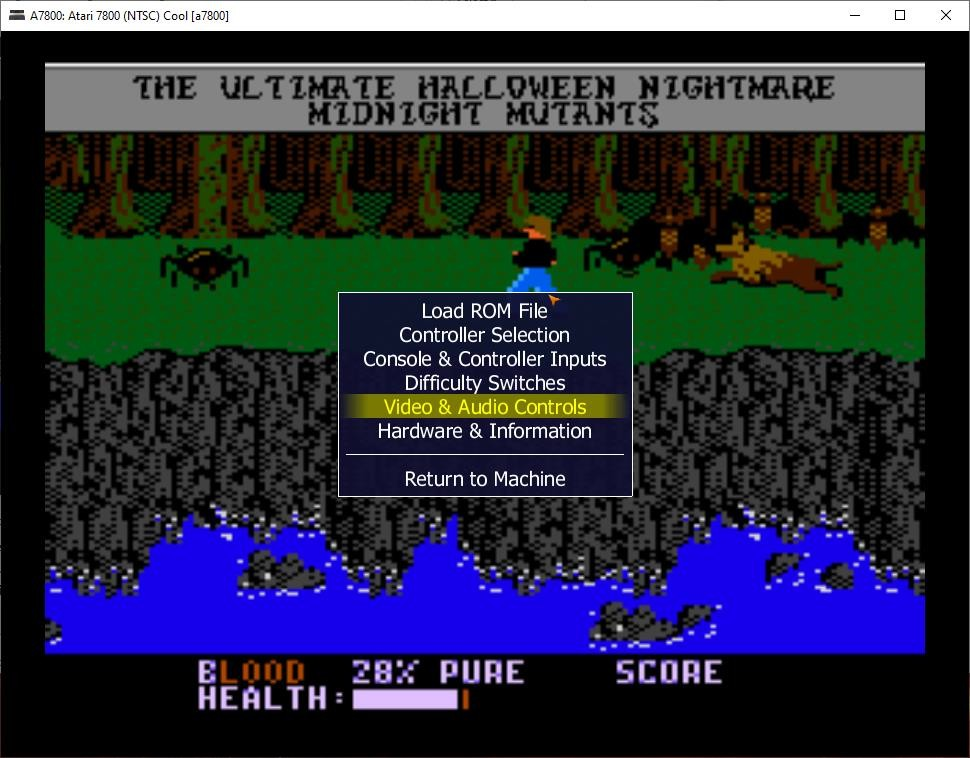 A7800: Atari 7800 (NTSC) Cool [a7800]
THE ULTIMATE HALLOWEEN NIGHTMARE
MIDNIGHT MUTANTS
Load ROM File
Controller Selection
Console & Controller Inputs
Difficulty Switches
Video & Audio Controls
Hardware & Information
Return to Machine
BLOOD 28% PURE SCORE
HEALTH: